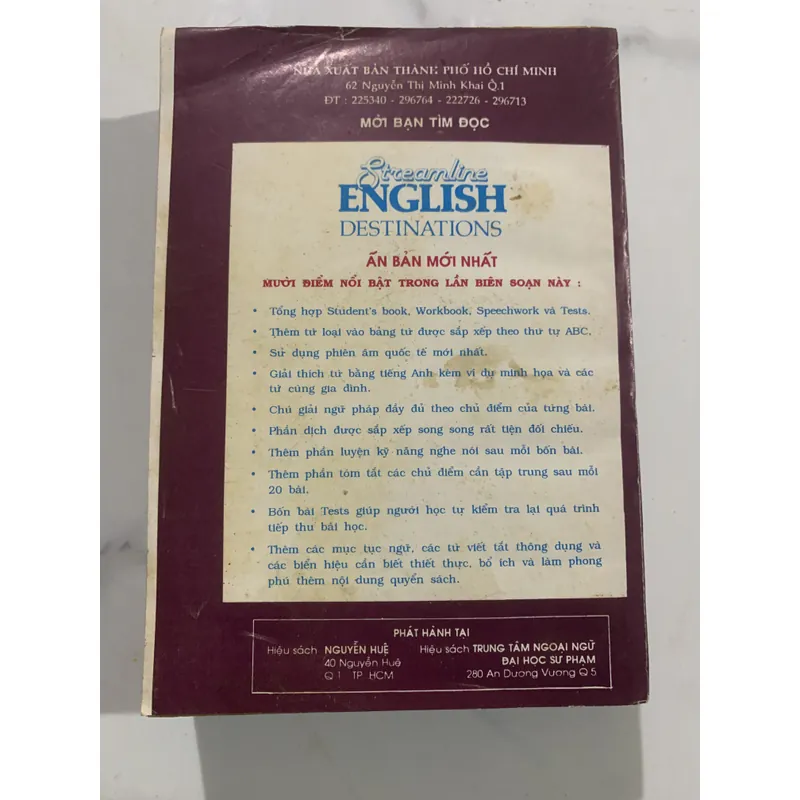 NHÀ XUẤT BẢN THÀNH PHỐ HỒ CHÍ MINH
62 Nguyễn Thị Minh Khai Q.1
ĐT : 225340 - 296764 - 222726 - 296713
MỜI BẠN TÌM ĐỌC
Streamline
ENGLISH
DESTINATIONS
ẤN BẢN MỚI NHẤT
MƯỜI ĐIỂM NỔI BẬT TRONG LẦN BIÊN SOẠN NÀY :
• Tổng hợp Student's book, Workbook, Speechwork và Tests.
• Thêm từ loại vào bảng từ được sắp xếp theo thứ tự ABC.
• Sử dụng phiên âm quốc tế mới nhất.
• Giải thích từ bằng tiếng Anh kèm ví dụ minh họa và các
từ cùng gia đình.
• Chú giải ngữ pháp đầy đủ theo chủ điểm của từng bài.
• Phần dịch được sắp xếp song song rất tiện đối chiếu.
• Thêm phần luyện kỹ năng nghe nói sau mỗi bốn bài.
• Thêm phần tóm tắt các chủ điểm cần tập trung sau mỗi
20 bài.
• Bốn bài Tests giúp người học tự kiểm tra lại quá trình
tiếp thu bài học.
• Thêm các mục tục ngữ, các từ viết tắt thông dụng và
các biển hiệu cần biết thiết thực, bổ ích và làm phong
phú thêm nội dung quyển sách.
PHÁT HÀNH TẠI
Hiệu sách NGUYỄN HUỆ
40 Nguyễn Huệ
Q 1 TP HCM
Hiệu sách TRUNG TÂM NGOẠI NGỮ
ĐẠI HỌC SƯ PHẠM
280 An Dương Vương Q 5